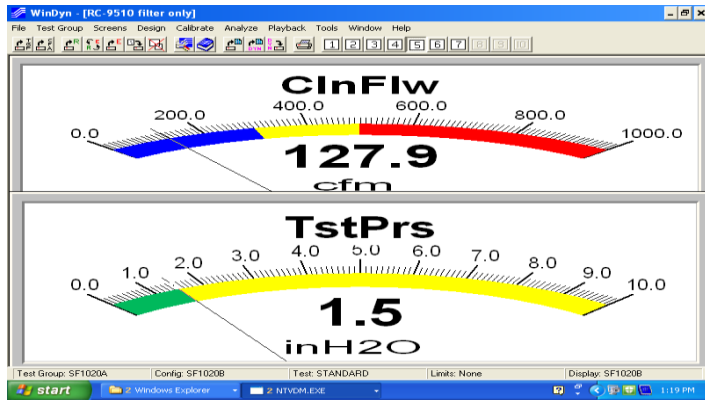 WinDyn - [RC-9510 filter only]
File Test Group Screens Design Calibrate Analyze Playback Tools Window Help
1 2 3 4 5 6 7 8 9 10
ClnFlw
0.0 200.0 400.0 600.0 800.0 1000.0
127.9
cfm
TstPrs
0.0 1.0 2.0 3.0 4.0 5.0 6.0 7.0 8.0 9.0 10.0
1.5
inH2O
Test Group: SF1020A Config: SF1020B Test: STANDARD Limits: None Display: SF1020B
start 2 Windows Explorer 2 NTVDM.EXE 1:19 PM